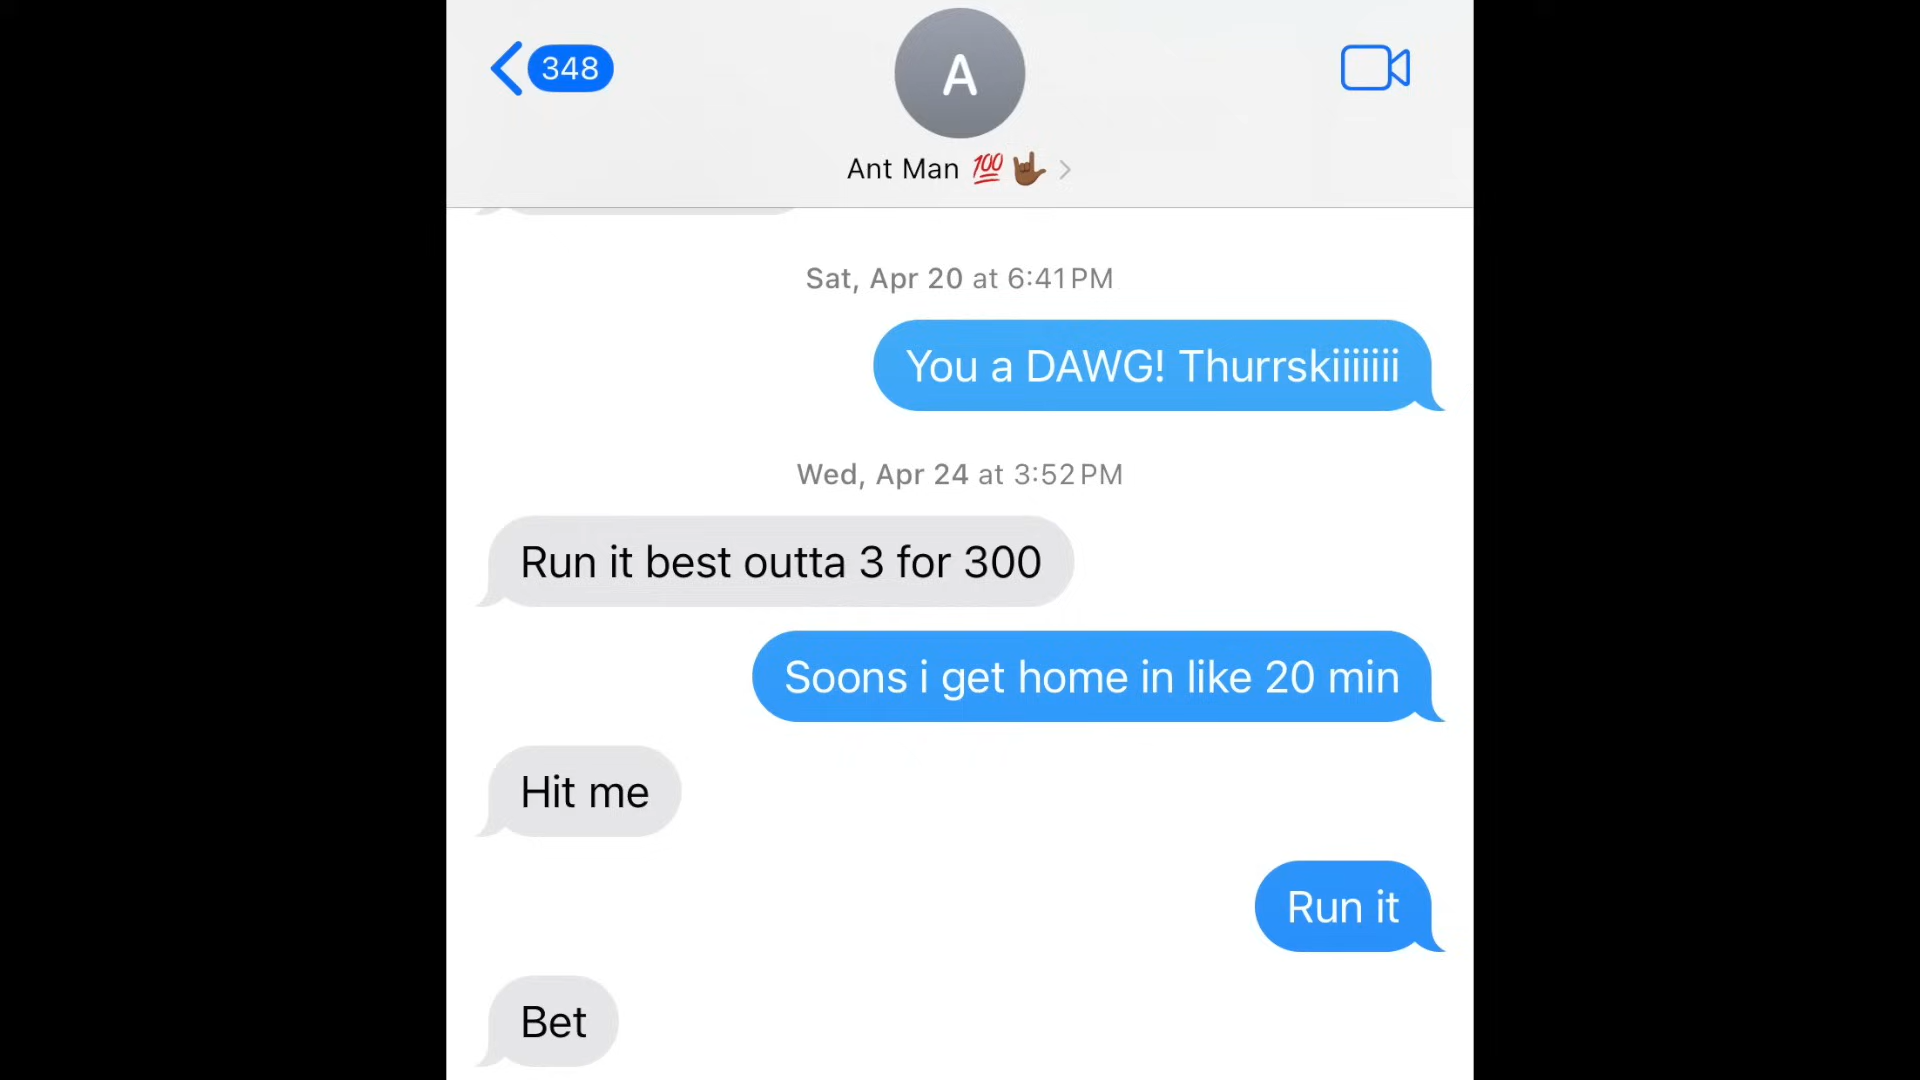 348
A
Ant Man 💯🤟🏾
Sat, Apr 20 at 6:41 PM
You a DAWG! Thurrskiiiiiii
Wed, Apr 24 at 3:52 PM
Run it best outta 3 for 300
Soons i get home in like 20 min
Hit me
Run it
Bet